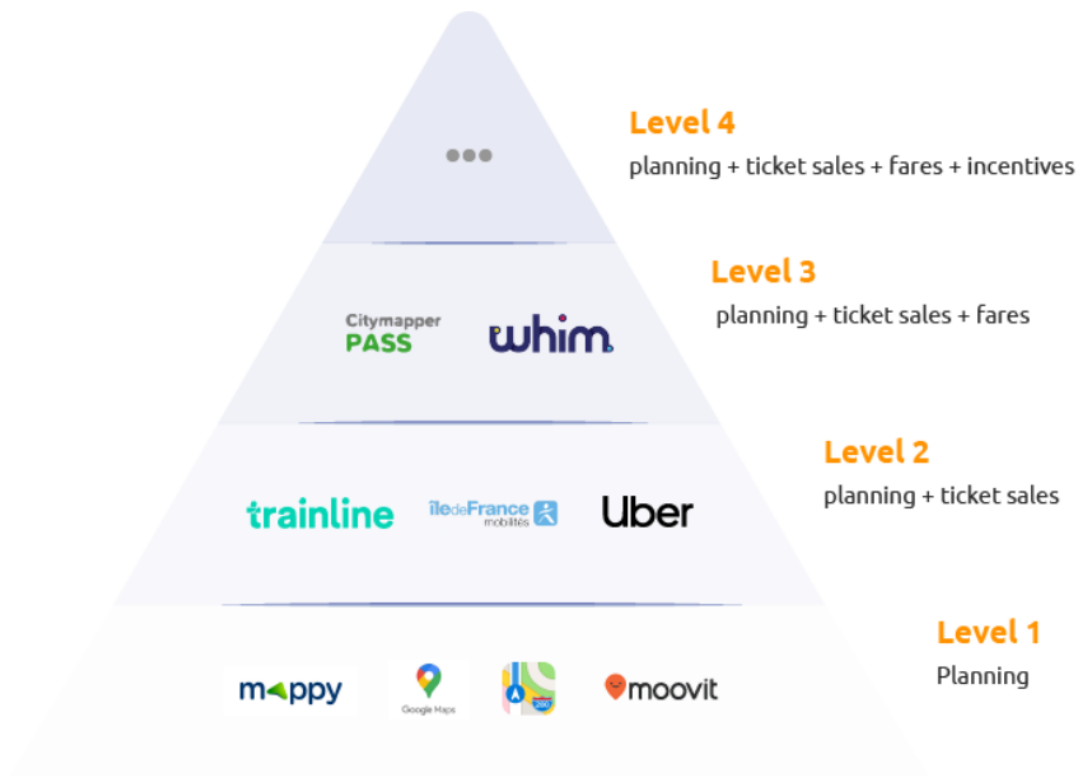 Level 4
planning + ticket sales + fares + incentives
Level 3
planning + ticket sales + fares
Citymapper
PASS
whim
Level 2
planning + ticket sales
trainline
îledeFrance
mobilités
Uber
Level 1
Planning
mappy
Google Maps
280
moovit